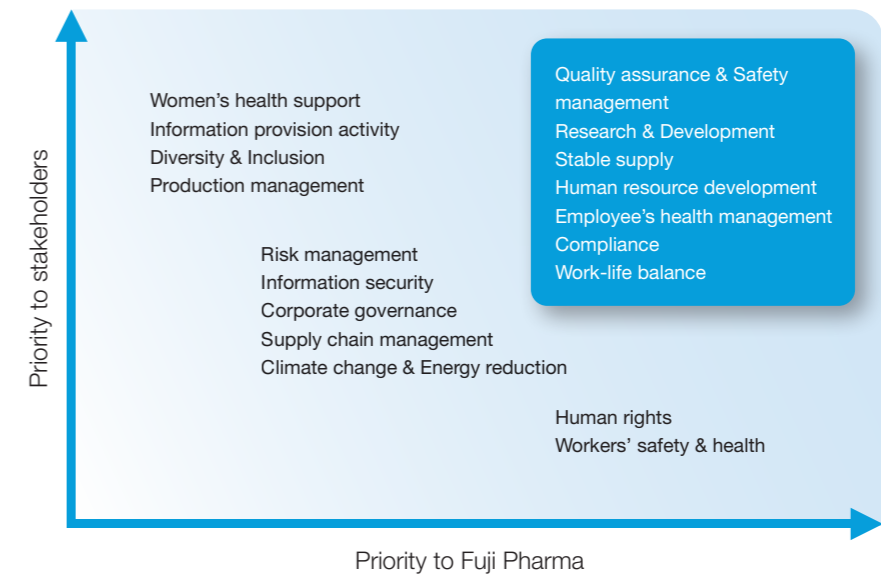 Priority to stakeholders
Women's health support
Information provision activity
Diversity & Inclusion
Production management
Quality assurance & Safety
management
Research & Development
Stable supply
Human resource development
Employee's health management
Compliance
Work-life balance
Risk management
Information security
Corporate governance
Supply chain management
Climate change & Energy reduction
Human rights
Workers' safety & health
Priority to Fuji Pharma